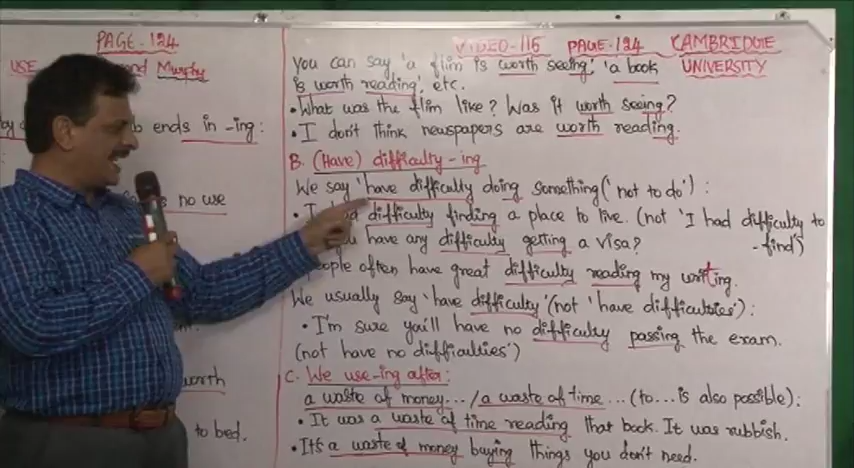 PAGE-124
USE and Murphy
ends in -ing:
no use
worth
to bed.
VIDEO-116 PAGE-124 CAMBRIDGE
UNIVERSITY
You can say 'a flim is worth seeing', 'a book
is worth reading', etc.
• What was the flim like? Was it worth seeing?
• I don't think newspapers are worth reading.
B. (Have) difficulty -ing
We say 'have difficulty doing something ('not to do') :
• I had difficulty finding a place to live. (not 'I had difficulty to
-find')
have any difficulty getting a visa?
people often have great difficulty reading my writing.
We usually say 'have difficulty' (not 'have difficulties') :
• I'm sure you'll have no difficulty passing the exam.
(not have no difficulties')
C. We use -ing after:
a waste of money... / a waste of time ... (to...is also possible) :
• It was a waste of time reading that book. It was rubbish.
• It's a waste of money buying things you don't need.